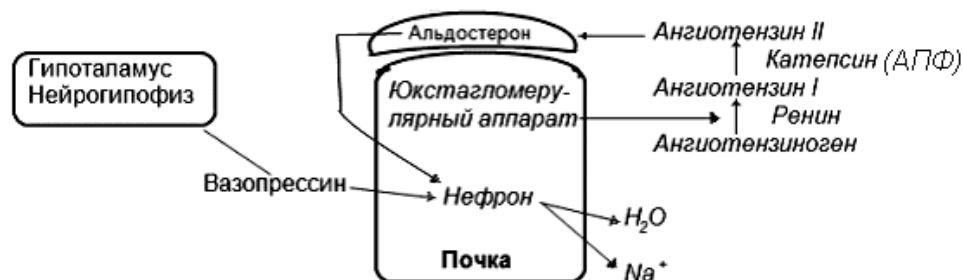 Гипоталамус
Нейрогипофиз
Вазопрессин
Альдостерон
Юкстагломеру-
лярный аппарат
Нефрон
Почка
H₂O
Na⁺
Ангиотензин II
Катепсин (АПФ)
Ангиотензин I
Ренин
Ангиотензиноген